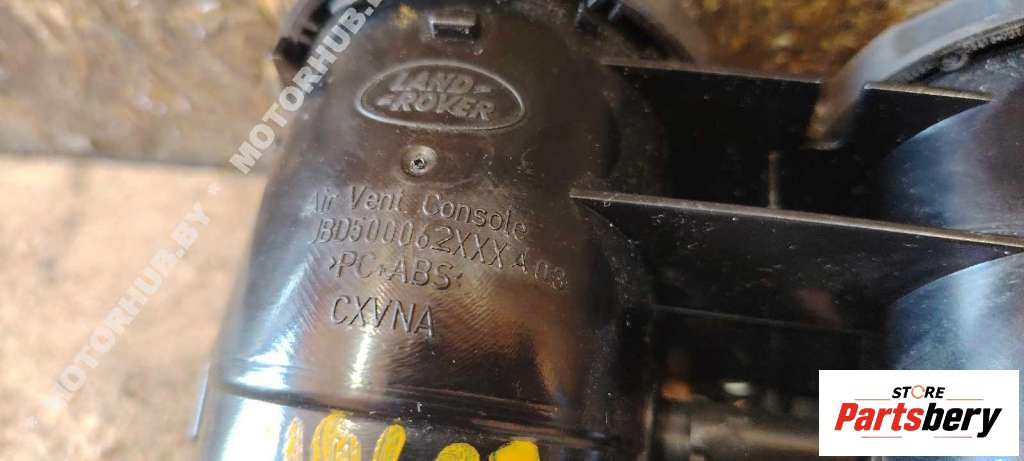 LAND-
-ROVER
Air Vent Console
JBD500062XXX A 03
>PC+ABS<
CXVNA
* MOTORHUB.BY * MOTORHUB.BY
STORE
Partsbery